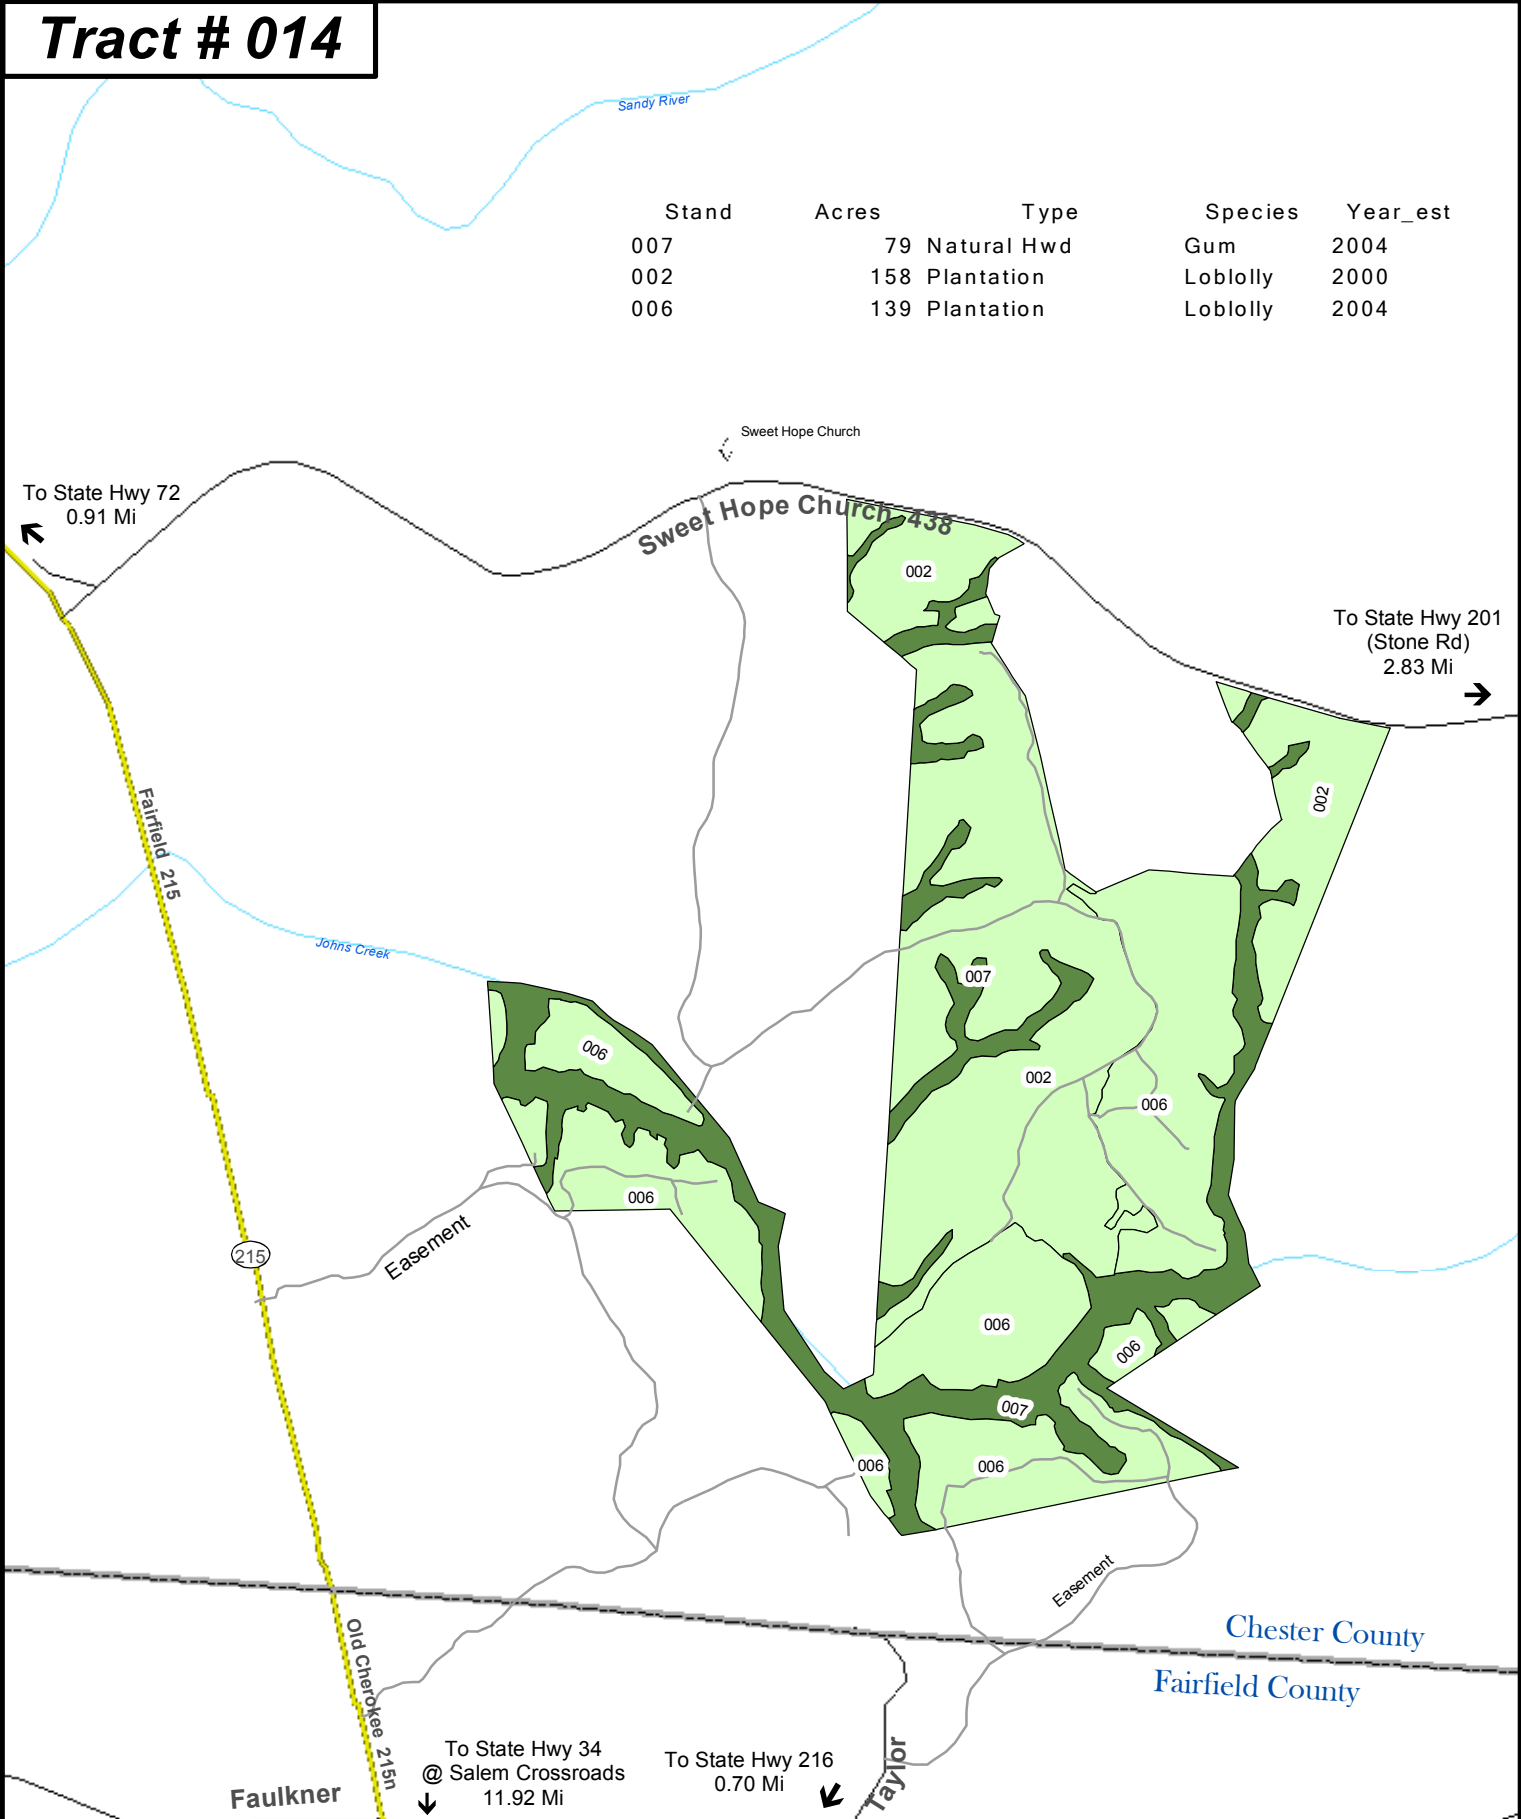 Tract # 014
Sandy River
Stand Acres Type Species Year_est
007 79 Natural Hwd Gum 2004
002 158 Plantation Loblolly 2000
006 139 Plantation Loblolly 2004
Sweet Hope Church
To State Hwy 72
0.91 Mi
Sweet Hope Church 438
002
To State Hwy 201
(Stone Rd)
2.83 Mi
002
Fairfield 215
Johns Creek
007
006
002
006
006
Easement
215
006
006
007
006
006
Easement
Chester County
Fairfield County
Old Cherokee 215n
To State Hwy 34
@ Salem Crossroads
11.92 Mi
To State Hwy 216
0.70 Mi
Taylor
Faulkner